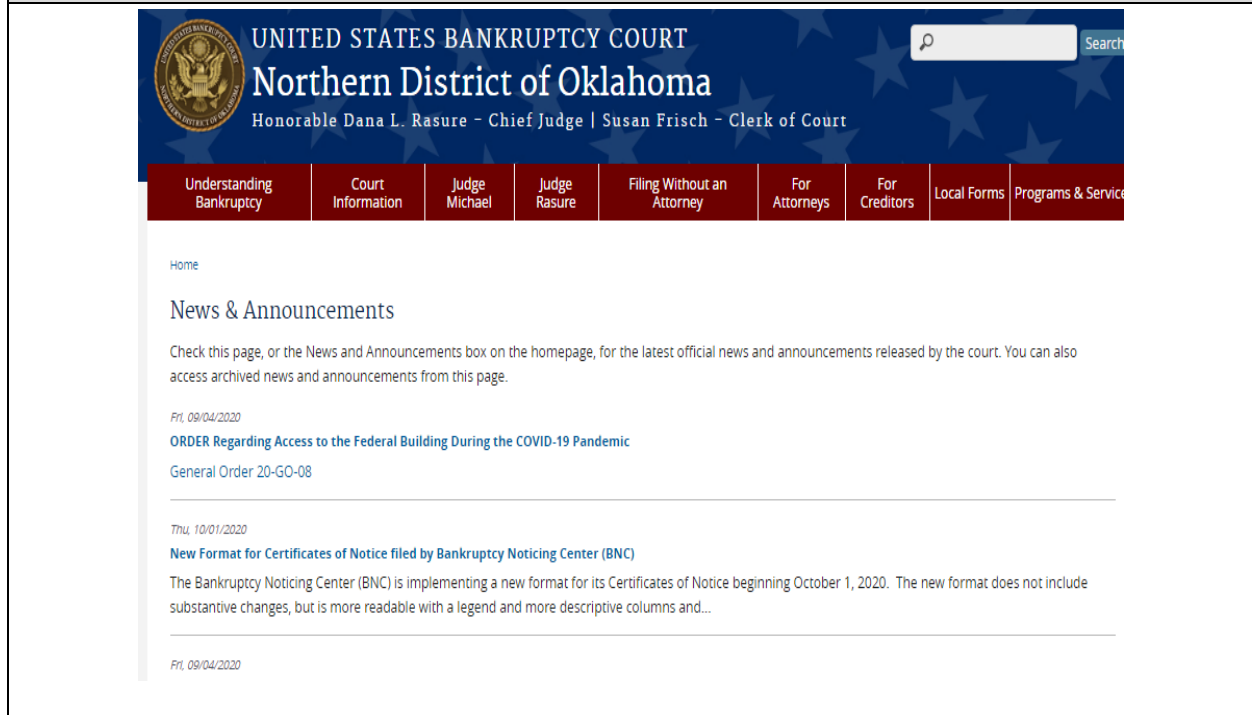 UNITED STATES BANKRUPTCY COURT
Northern District of Oklahoma
Honorable Dana L. Rasure – Chief Judge | Susan Frisch – Clerk of Court
Search
Understanding Bankruptcy
Court Information
Judge Michael
Judge Rasure
Filing Without an Attorney
For Attorneys
For Creditors
Local Forms
Programs & Service
Home
News & Announcements
Check this page, or the News and Announcements box on the homepage, for the latest official news and announcements released by the court. You can also
access archived news and announcements from this page.
Fri, 09/04/2020
ORDER Regarding Access to the Federal Building During the COVID-19 Pandemic
General Order 20-GO-08
Thu, 10/01/2020
New Format for Certificates of Notice filed by Bankruptcy Noticing Center (BNC)
The Bankruptcy Noticing Center (BNC) is implementing a new format for its Certificates of Notice beginning October 1, 2020. The new format does not include
substantive changes, but is more readable with a legend and more descriptive columns and...
Fri, 09/04/2020